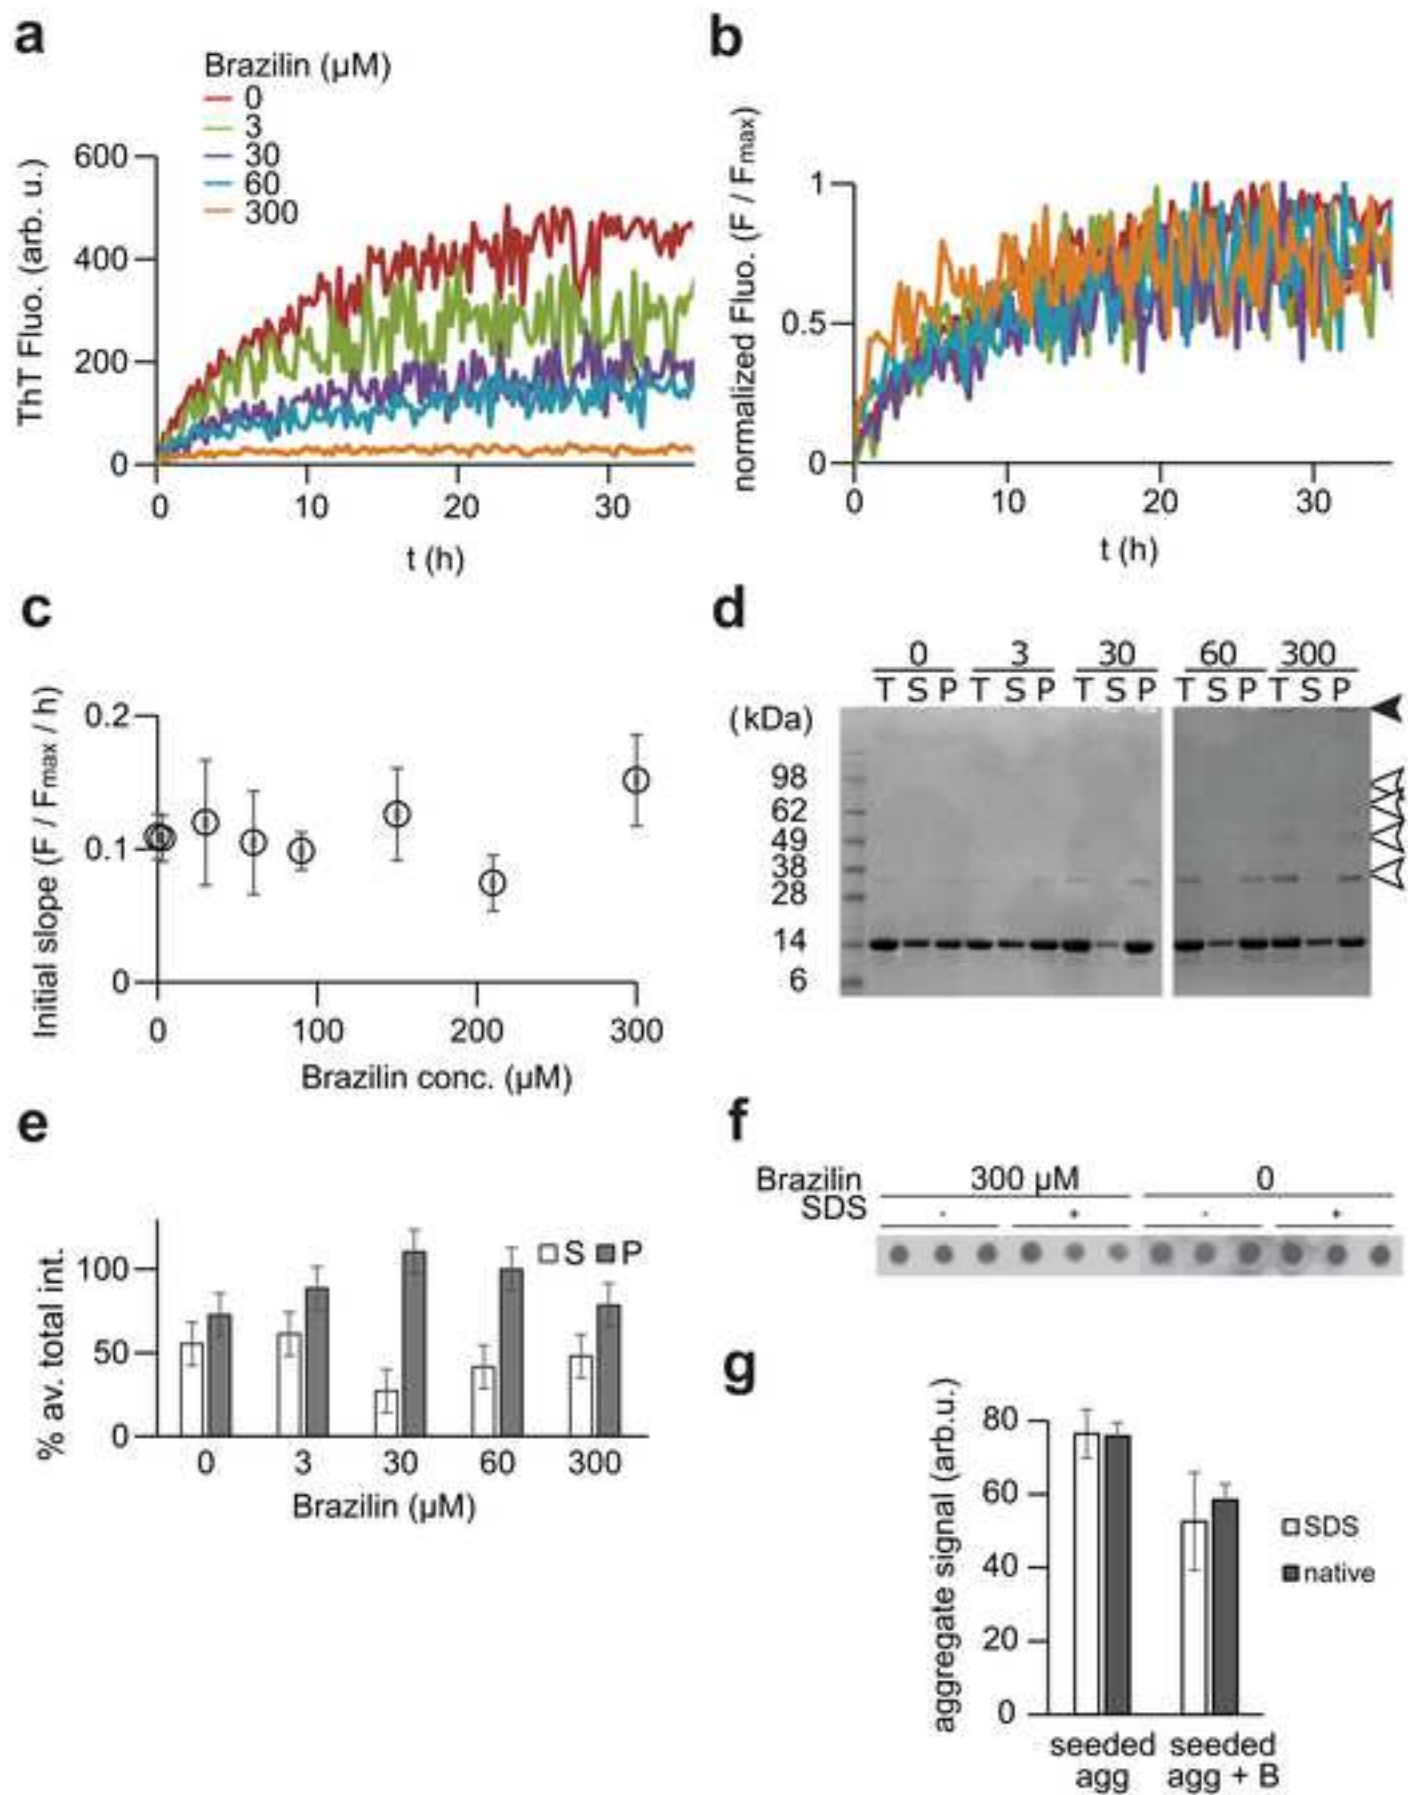 a
Brazilin (µM)
0
3
30
60
300
ThT Fluo. (arb. u.)
600
400
200
0
0 10 20 30
t (h)
b
normalized Fluo. (F / Fmax)
1
0.5
0
0 10 20 30
t (h)
c
Initial slope (F / Fmax / h)
0.2
0.1
0
0 100 200 300
Brazilin conc. (µM)
d
0 3 30 60 300
T S P T S P T S P T S P T S P
(kDa)
98
62
49
38
28
14
6
e
% av. total int.
100
50
0
S P
0 3 30 60 300
Brazilin (µM)
f
Brazilin 300 µM 0
SDS - + - +
g
aggregate signal (arb.u.)
80
60
40
20
0
SDS
native
seeded seeded
agg agg + B